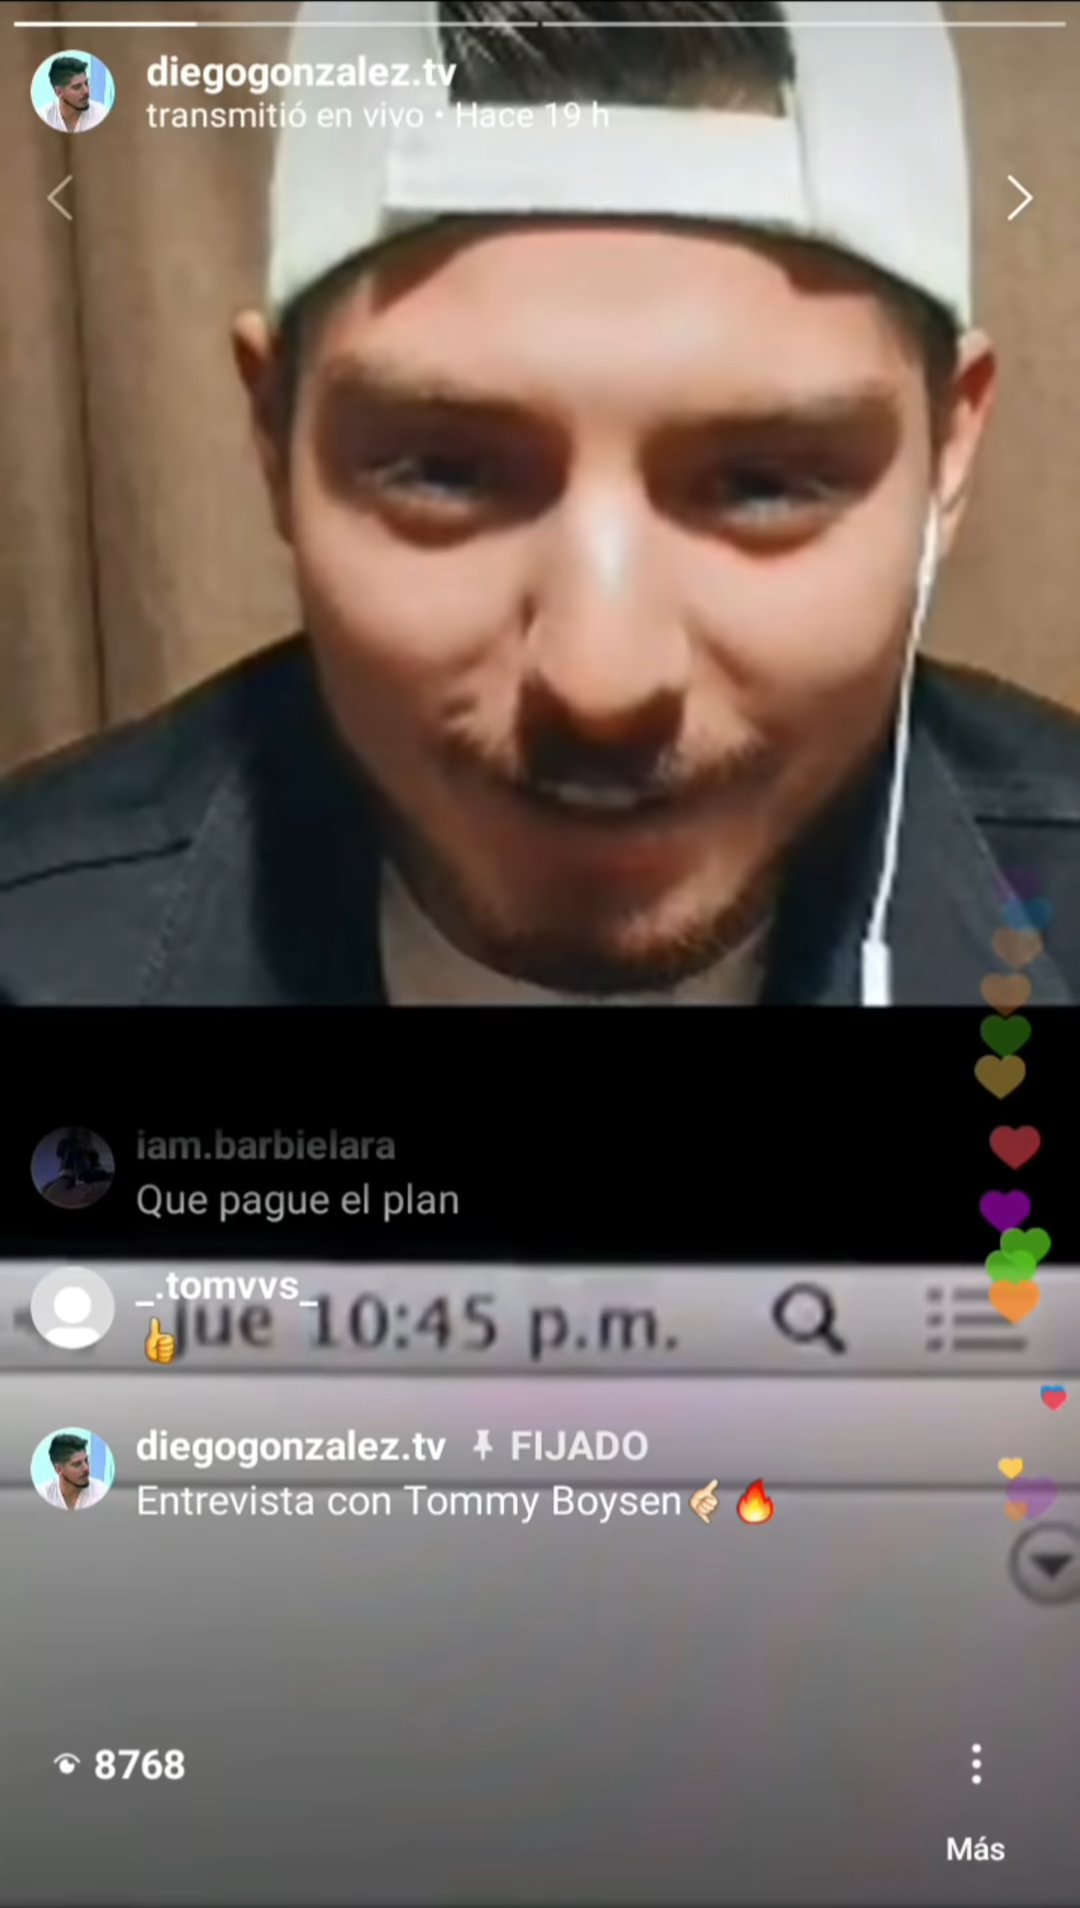 diegogonzalez.tv
transmitió en vivo • Hace 19 h
iam.barbielara
Que pague el plan
_.tomvvs_
👍
jue 10:45 p.m.
diegogonzalez.tv FIJADO
Entrevista con Tommy Boysen🤙🏻🔥
8768
Más